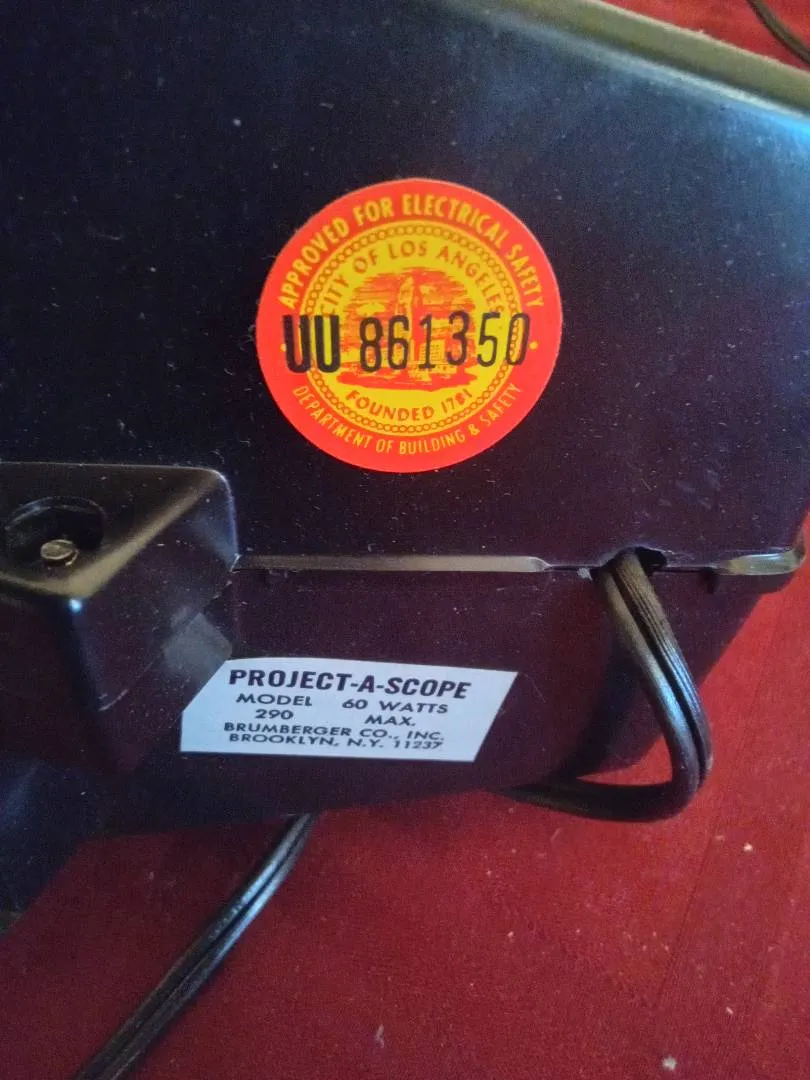 APPROVED FOR ELECTRICAL SAFETY
CITY OF LOS ANGELES
UU 861350
FOUNDED 1781
DEPARTMENT OF BUILDING & SAFETY
PROJECT-A-SCOPE
MODEL 60 WATTS
290 MAX.
BRUMBERGER CO., INC.
BROOKLYN, N.Y. 11237